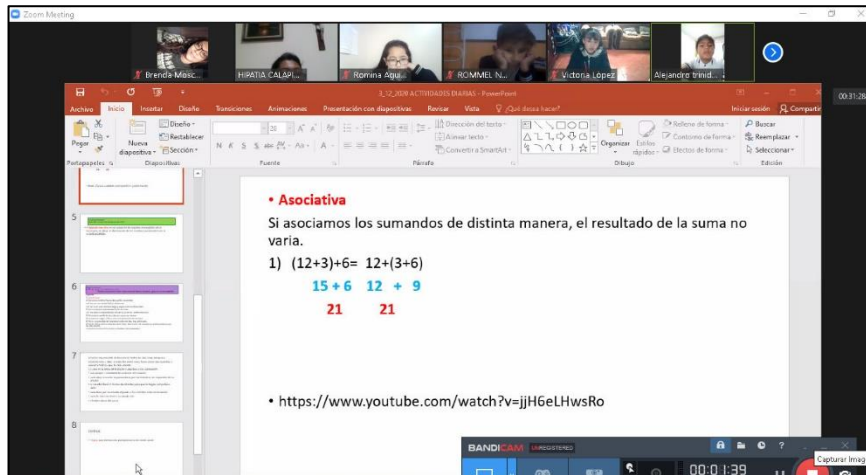 Zoom Meeting
Brenda Mosc...
HIPATIA CALAPI...
Romina Agui...
ROMMEL N...
Victoria López
Alejandro trinid...
3_12_2020 ACTIVIDADES DIARIAS - PowerPoint
00:31:28
Archivo Inicio Insertar Diseño Transiciones Animaciones Presentación con diapositivas Revisar Vista ¿Qué desea hacer? Iniciar sesión Compartir
Pegar
Nueva diapositiva
Diseño
Restablecer
Sección
N K S S abc AV Aa A
Dirección del texto
Alinear texto
Convertir a SmartArt
Organizar
Estilos rápidos
Relleno de forma
Contorno de forma
Efectos de forma
Buscar
Reemplazar
Seleccionar
Portapapeles Diapositivas Fuente Párrafo Dibujo Edición
5
6
7
8
• Asociativa
Si asociamos los sumandos de distinta manera, el resultado de la suma no
varia.
1) (12+3)+6= 12+(3+6)
15 + 6 12 + 9
21 21
• https://www.youtube.com/watch?v=jjH6eLHwsRo
BANDICAM UNREGISTERED
00:01:39
Capturar Imag